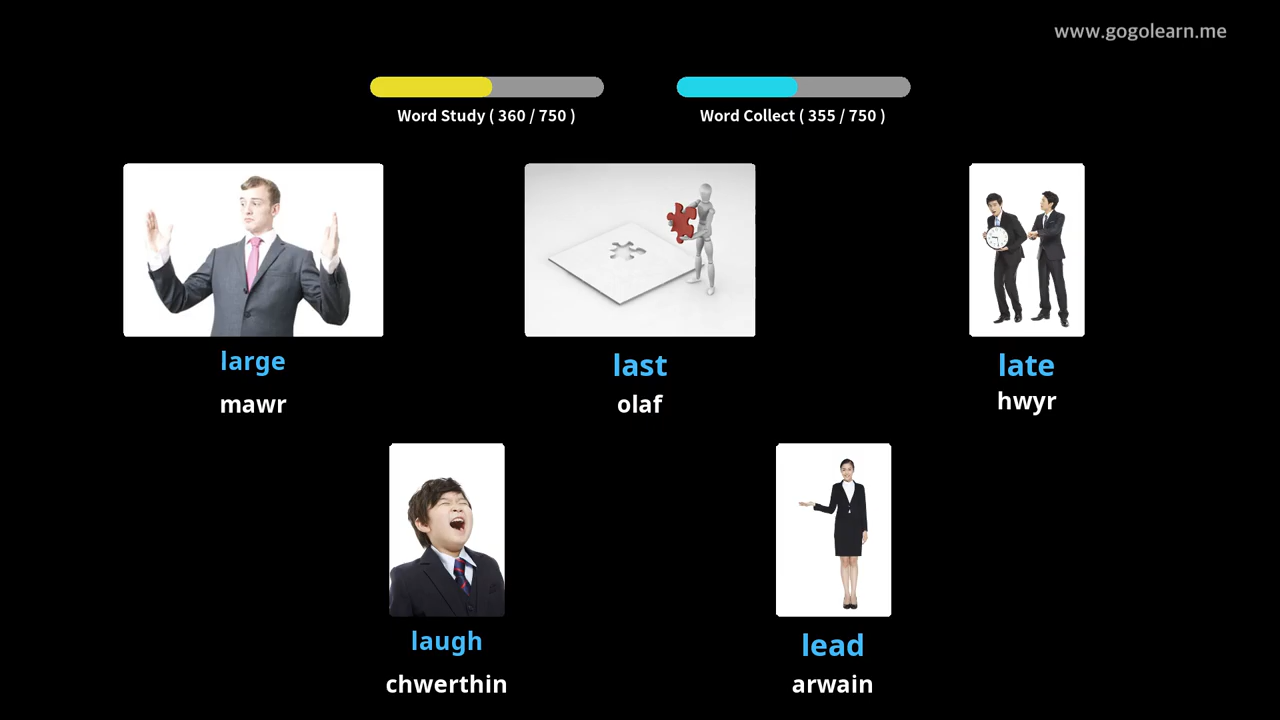 www.gogolearn.me
Word Study ( 360 / 750 )
Word Collect ( 355 / 750 )
large
mawr
last
olaf
late
hwyr
laugh
chwerthin
lead
arwain